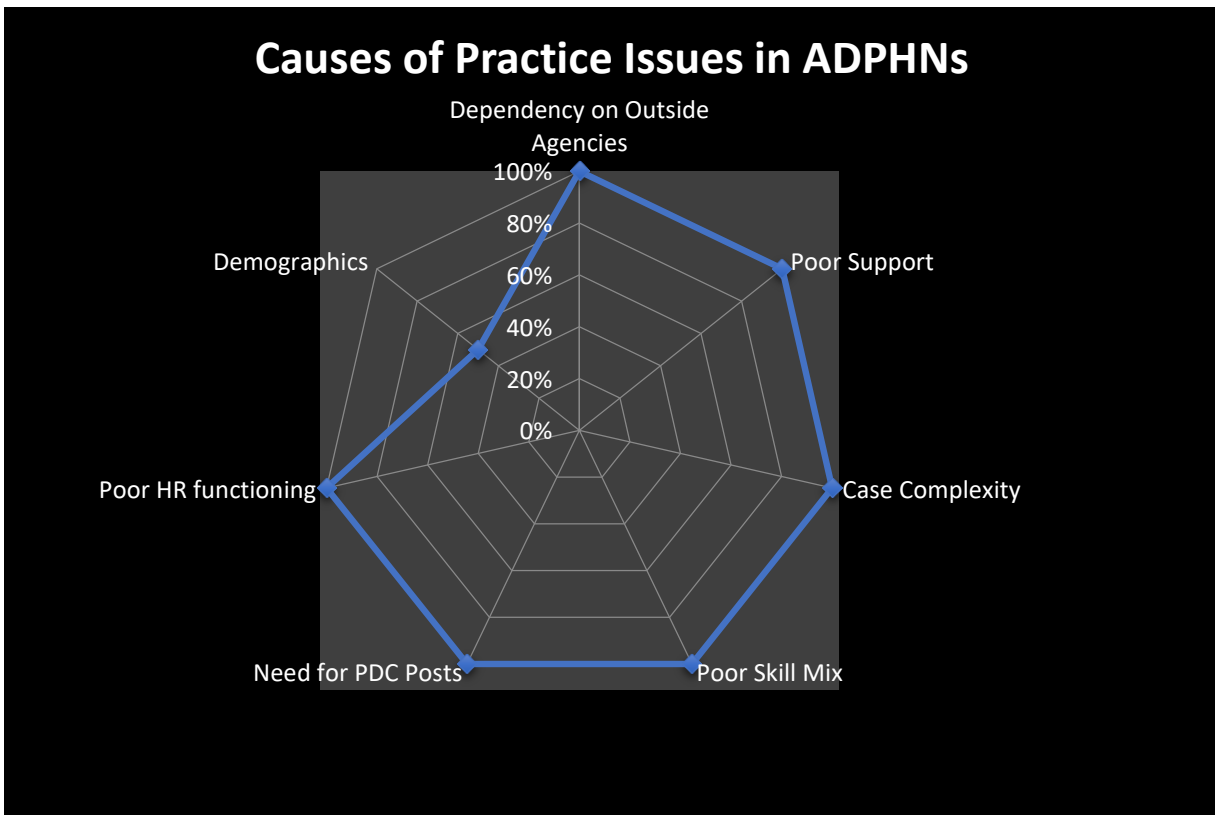 Causes of Practice Issues in ADPHNs
Dependency on Outside
Agencies
100%
80%
60%
40%
20%
0%
Poor Support
Case Complexity
Poor Skill Mix
Need for PDC Posts
Poor HR functioning
Demographics